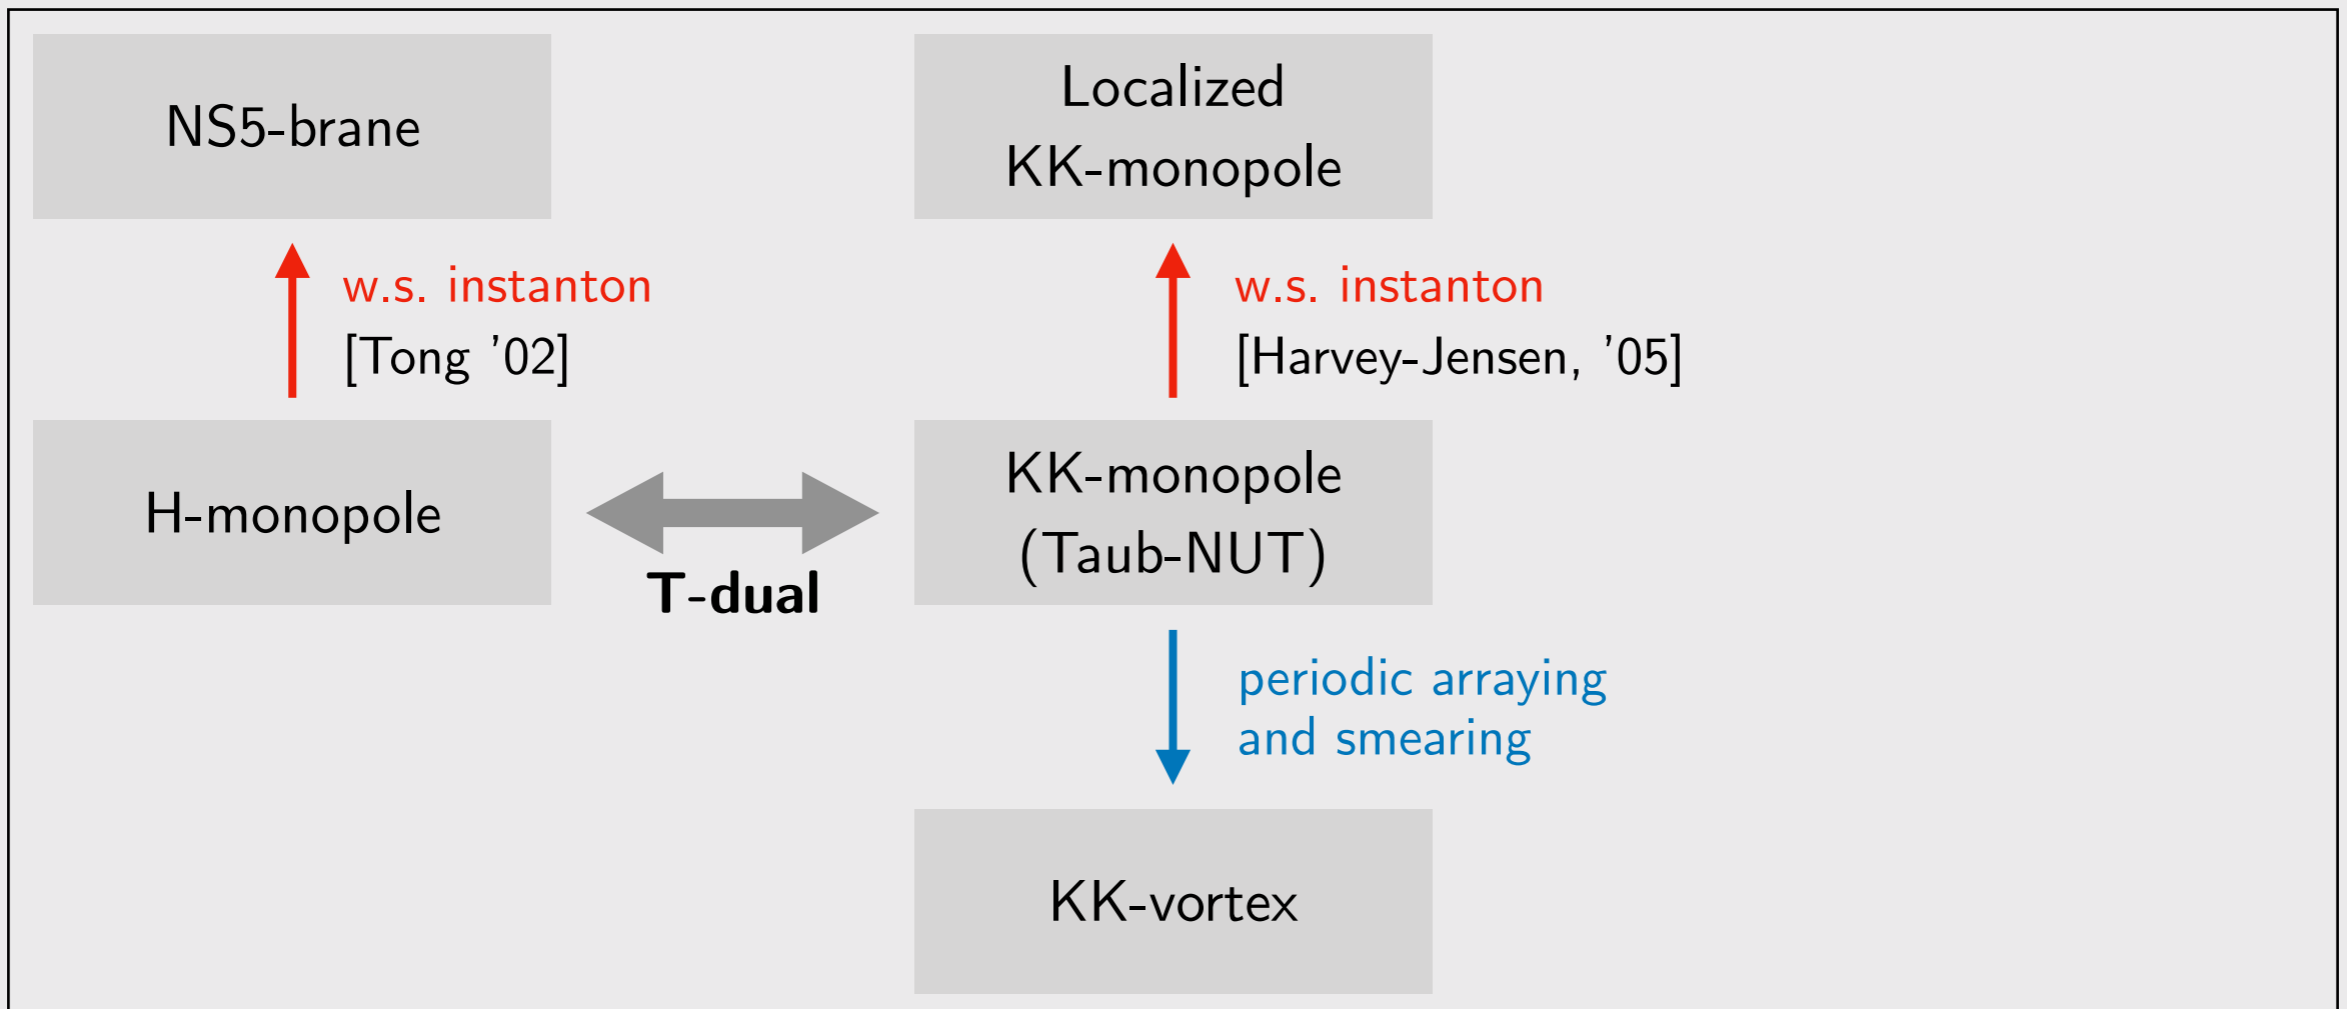 NS5-brane
Localized
KK-monopole
w.s. instanton
[Tong ’02]
w.s. instanton
[Harvey-Jensen, ’05]
H-monopole
T-dual
KK-monopole
(Taub-NUT)
periodic arraying
and smearing
KK-vortex